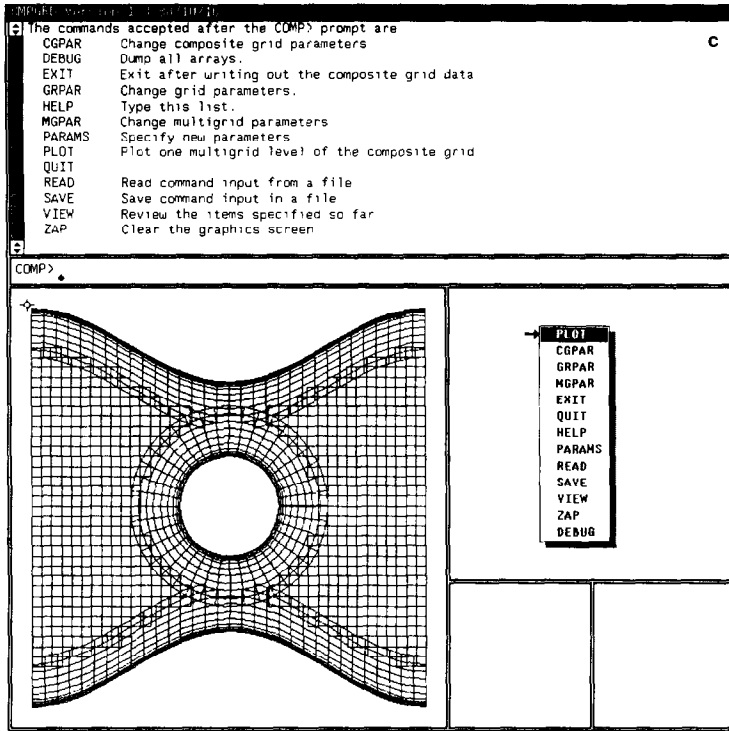 The commands accepted after the COMP> prompt are
CGPAR Change composite grid parameters
DEBUG Dump all arrays.
EXIT Exit after writing out the composite grid data
GRPAR Change grid parameters.
HELP Type this list.
MGPAR Change multigrid parameters
PARAMS Specify new parameters
PLOT Plot one multigrid level of the composite grid
QUIT
READ Read command input from a file
SAVE Save command input in a file
VIEW Review the items specified so far
ZAP Clear the graphics screen
C
COMP>
PLOT
CGPAR
GRPAR
MGPAR
EXIT
QUIT
HELP
PARAMS
READ
SAVE
VIEW
ZAP
DEBUG